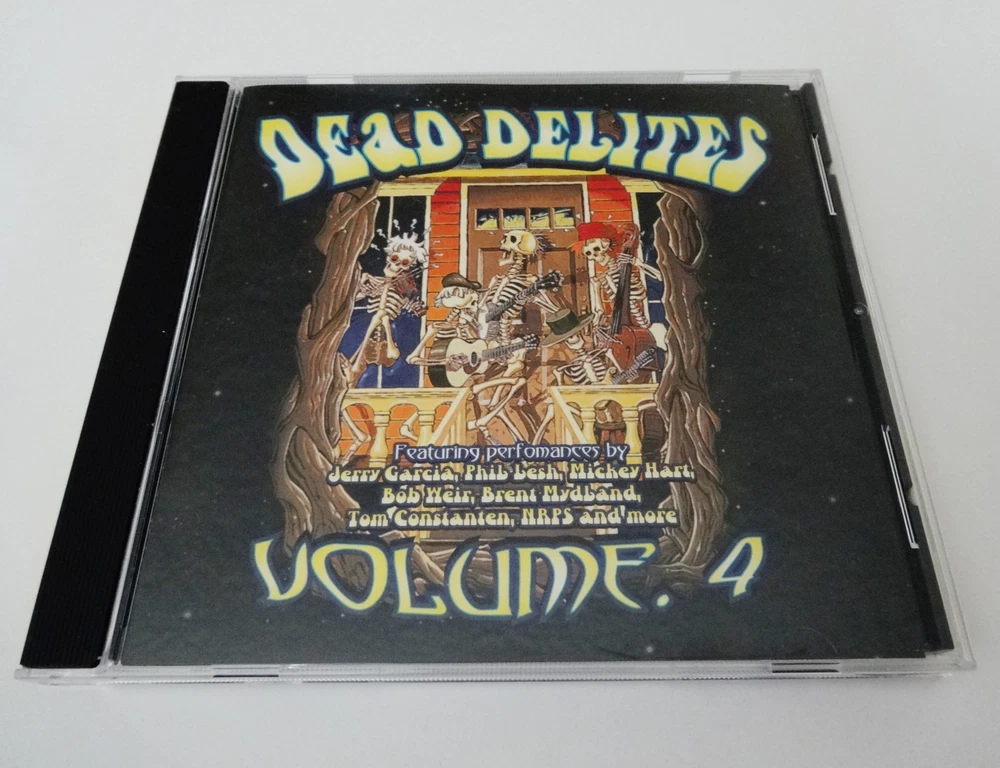 DEaD DELITES
Featuring perfomances by
Jerry Garcia, Phil Lesh, Mickey Hart,
Bob Weir, Brent Mydland,
Tom Constanten, NRPS and more
VOLUME. 4